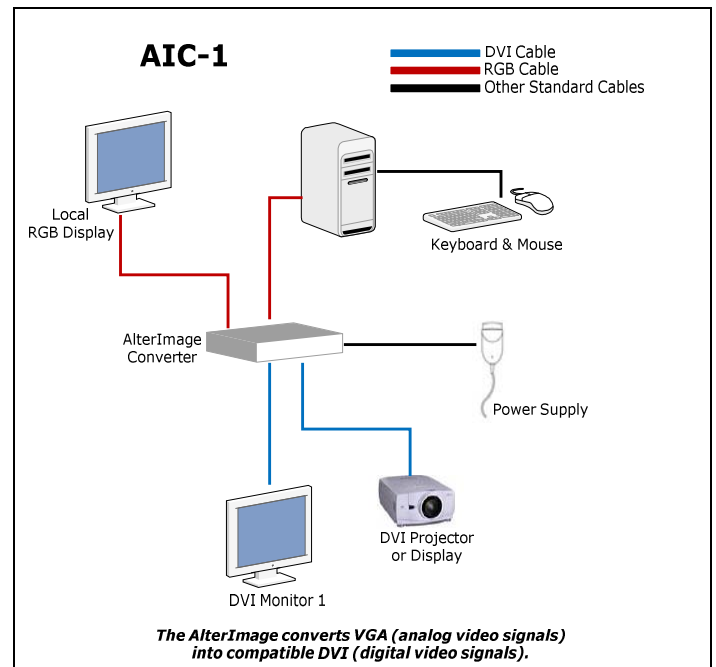 AIC-1
DVI Cable
RGB Cable
Other Standard Cables
Local
RGB Display
Keyboard & Mouse
AlterImage
Converter
Power Supply
DVI Projector
or Display
DVI Monitor 1
The AlterImage converts VGA (analog video signals)
into compatible DVI (digital video signals).